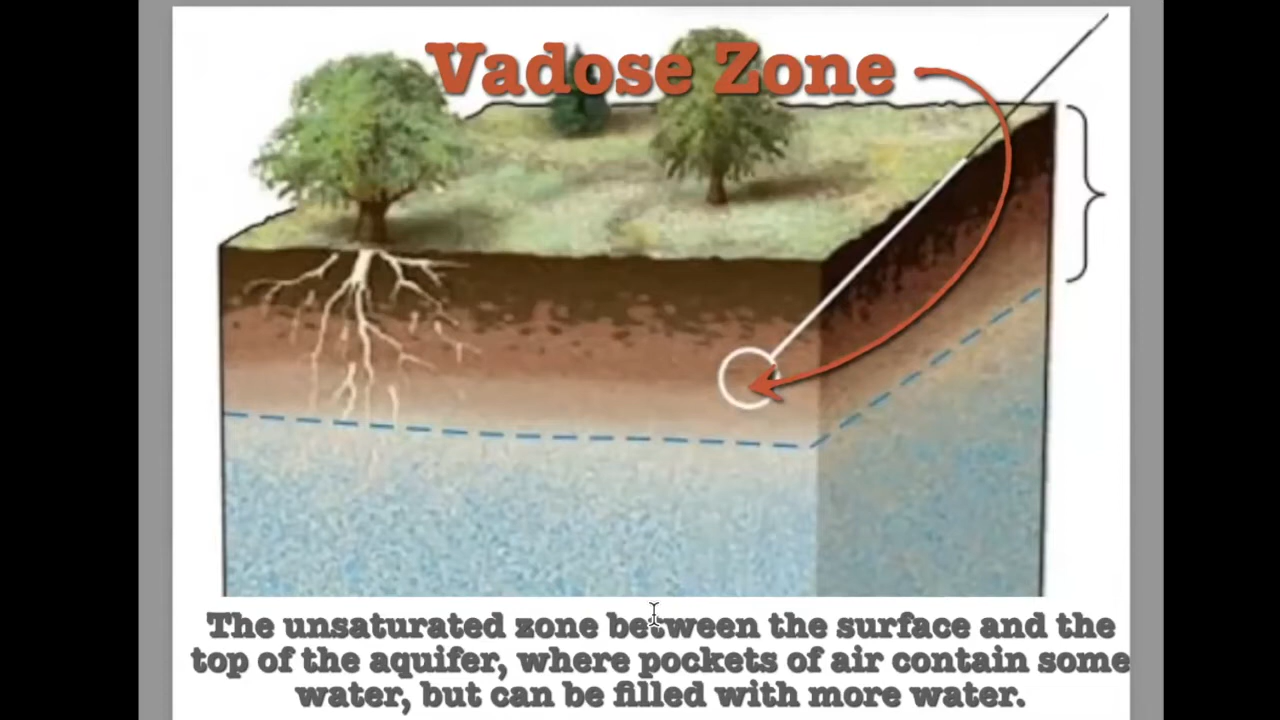 Vadose Zone
The unsaturated zone between the surface and the
top of the aquifer, where pockets of air contain some
water, but can be filled with more water.